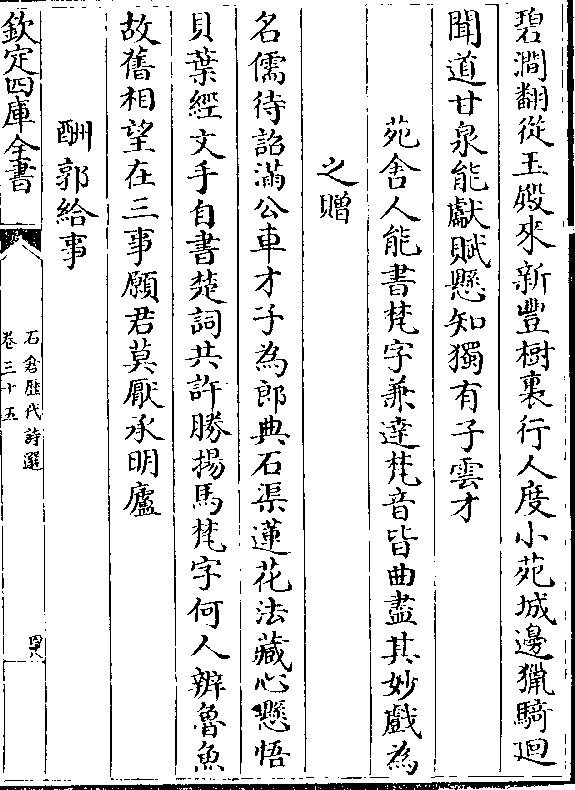 碧澗翻從玉殿來新豐樹裏行人度小苑城邊獵騎迴
聞道甘泉能獻賦懸知獨有子雲才
苑舍人能書梵字兼達梵音皆曲盡其妙戲為
之贈
名儒待詔滿公車才子為郎典石渠蓮花法藏心懸悟
貝葉經文手自書楚詞共許勝揚馬梵字何人辨魯魚
故舊相望在三事願君莫厭承明廬
酬郭給事
欽定四庫全書
石倉歴代詩選
卷三十五
四八